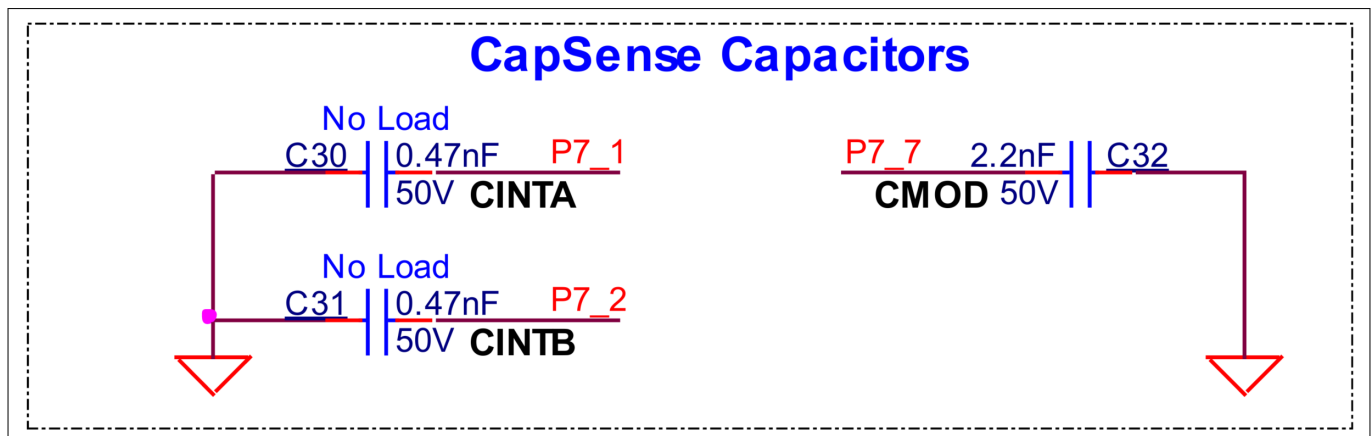 CapSense Capacitors
No Load
C30 0.47nF P7_1
50V CINTA
No Load
C31 0.47nF P7_2
50V CINTB
P7_7 2.2nF C32
CMOD 50V